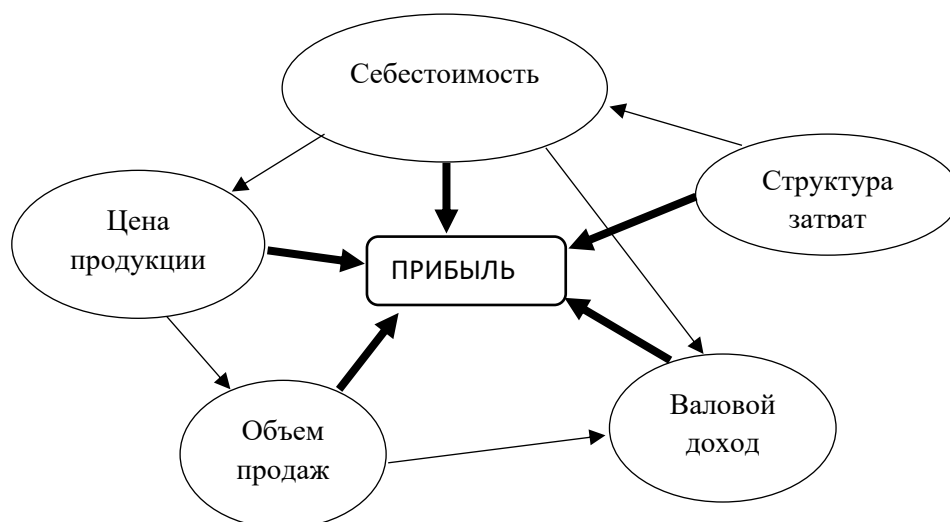 Себестоимость
Структура
затрат
Цена
продукции
ПРИБЫЛЬ
Валовой
доход
Объем
продаж